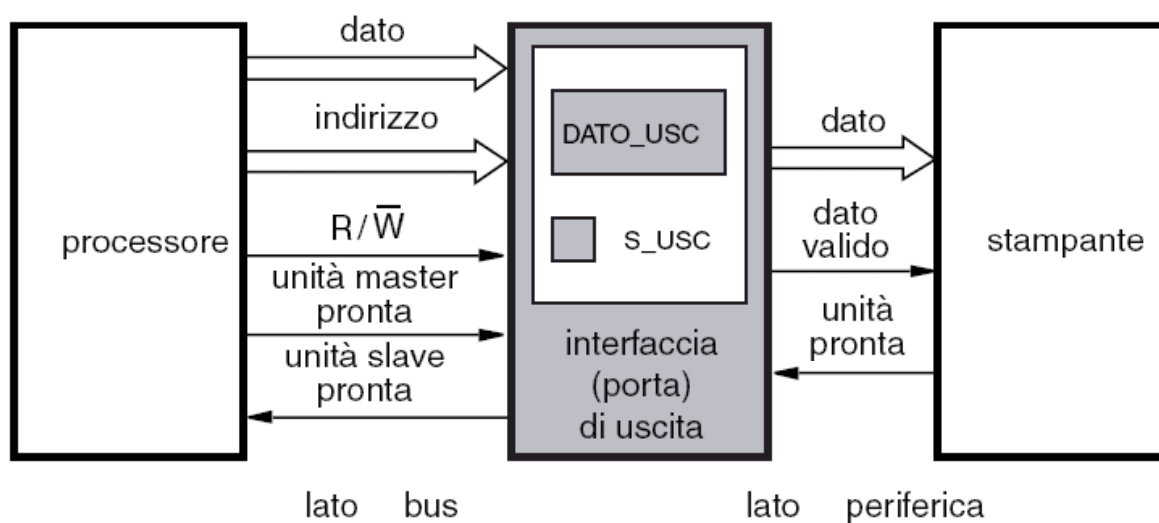 dato
indirizzo
R/W̅
unità master
pronta
unità slave
pronta
processore
DATO_USC
S_USC
interfaccia
(porta)
di uscita
dato
dato
valido
unità
pronta
stampante
lato bus
lato periferica